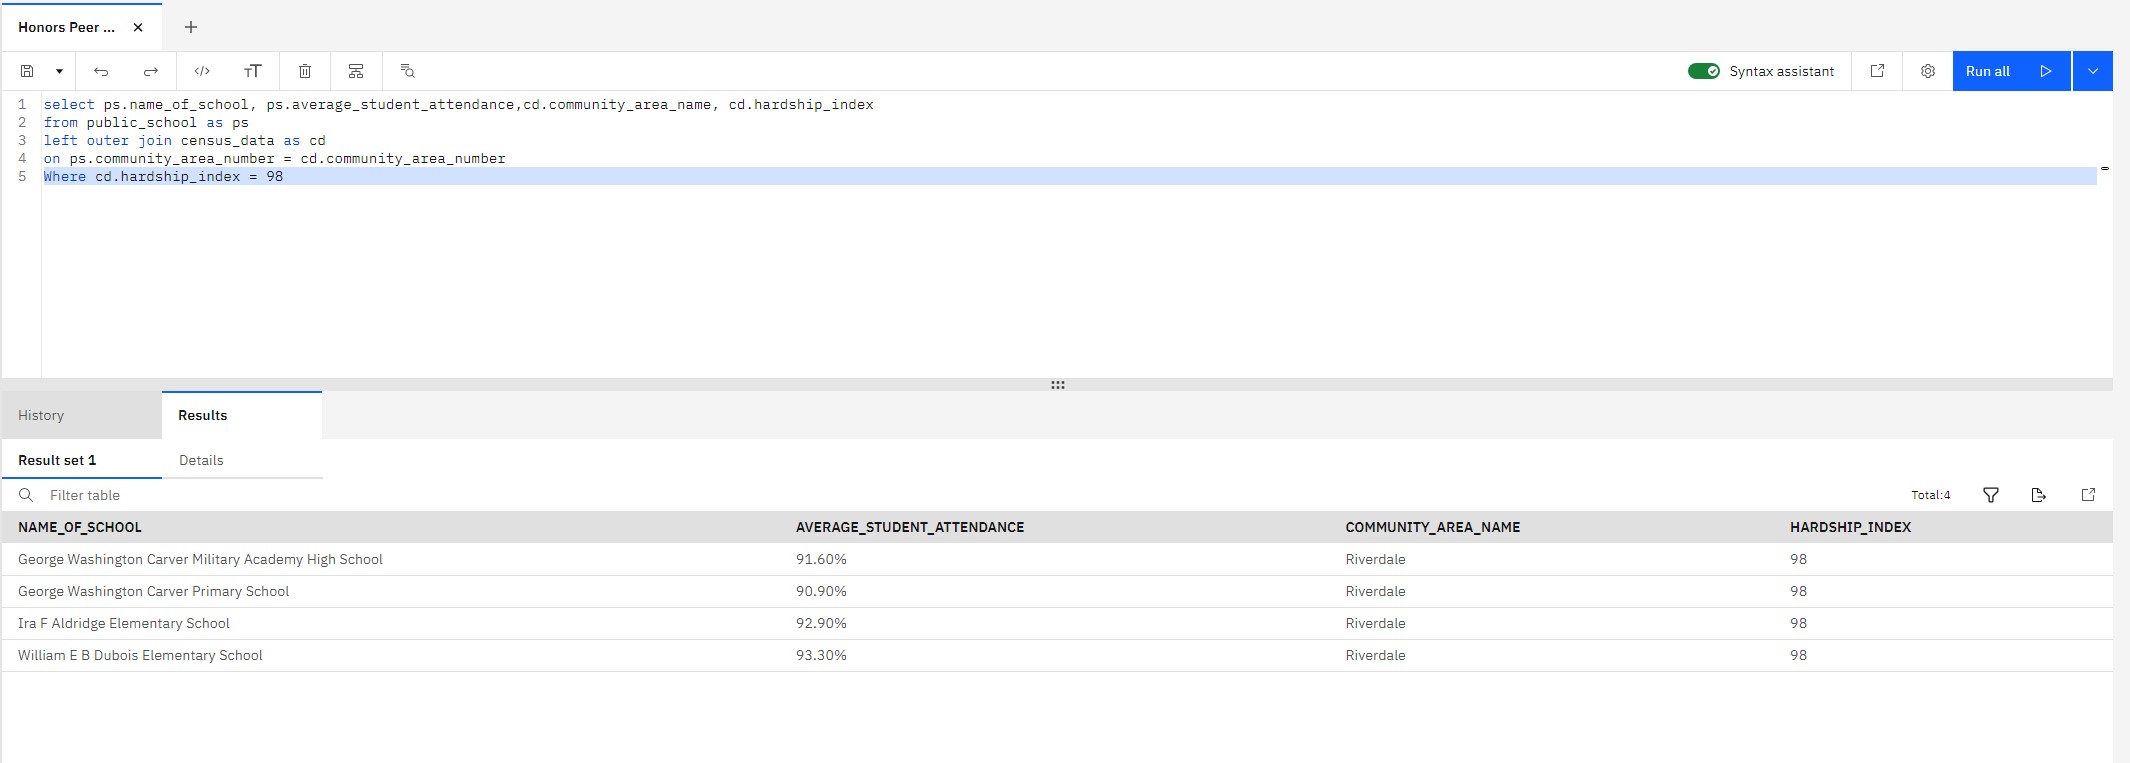 Honors Peer ...
Syntax assistant
Run all
1 select ps.name_of_school, ps.average_student_attendance,cd.community_area_name, cd.hardship_index
2 from public_school as ps
3 left outer join census_data as cd
4 on ps.community_area_number = cd.community_area_number
5 Where cd.hardship_index = 98
History Results
Result set 1 Details
Filter table Total:4
NAME_OF_SCHOOL AVERAGE_STUDENT_ATTENDANCE COMMUNITY_AREA_NAME HARDSHIP_INDEX
George Washington Carver Military Academy High School 91.60% Riverdale 98
George Washington Carver Primary School 90.90% Riverdale 98
Ira F Aldridge Elementary School 92.90% Riverdale 98
William E B Dubois Elementary School 93.30% Riverdale 98